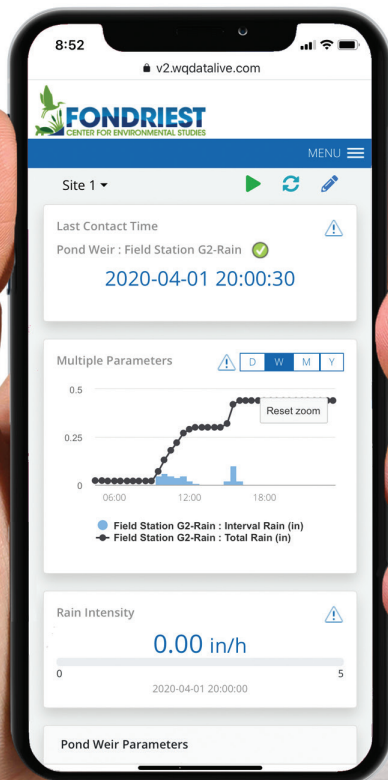 8:52
v2.wqdatalive.com
FONDRIEST
CENTER FOR ENVIRONMENTAL STUDIES
MENU
Site 1
Last Contact Time
Pond Weir : Field Station G2-Rain
2020-04-01 20:00:30
Multiple Parameters
D W M Y
0.5
Reset zoom
0.25
0
06:00 12:00 18:00
Field Station G2-Rain : Interval Rain (in)
Field Station G2-Rain : Total Rain (in)
Rain Intensity
0.00 in/h
0 5
2020-04-01 20:00:00
Pond Weir Parameters